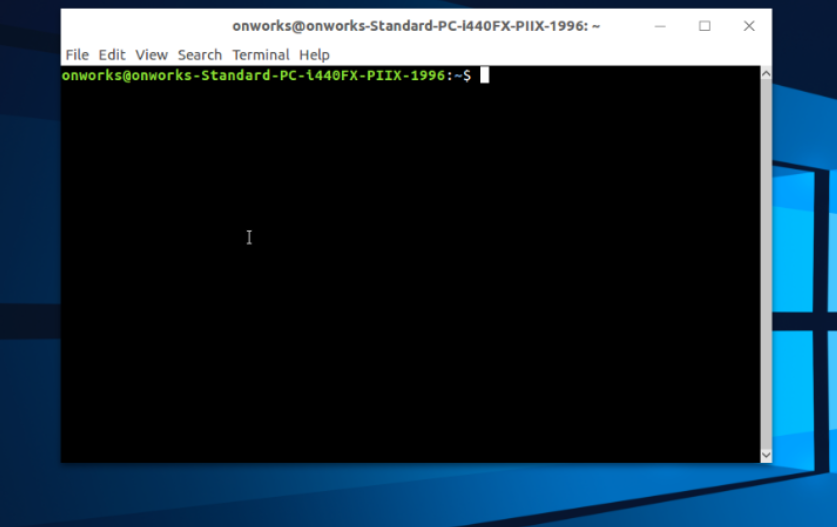 onworks@onworks-Standard-PC-i440FX-PIIX-1996: ~
File Edit View Search Terminal Help
onworks@onworks-Standard-PC-i440FX-PIIX-1996:~$